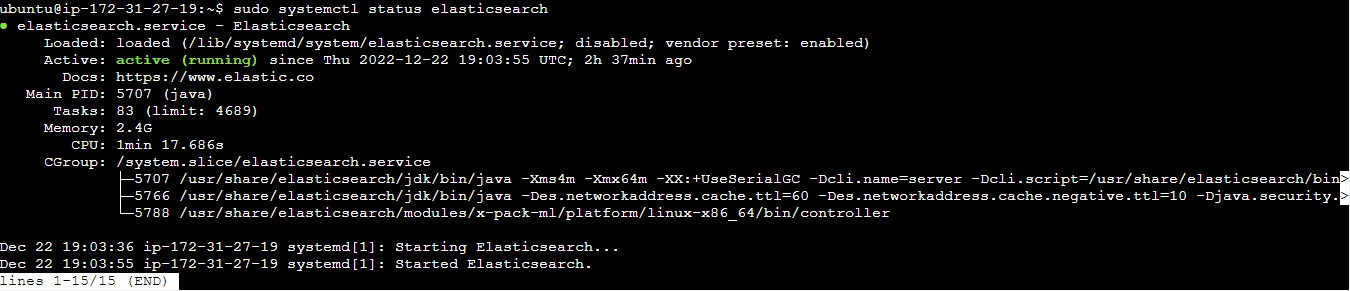 ubuntu@ip-172-31-27-19:~$ sudo systemctl status elasticsearch
● elasticsearch.service - Elasticsearch
     Loaded: loaded (/lib/systemd/system/elasticsearch.service; disabled; vendor preset: enabled)
     Active: active (running) since Thu 2022-12-22 19:03:55 UTC; 2h 37min ago
       Docs: https://www.elastic.co
   Main PID: 5707 (java)
      Tasks: 83 (limit: 4689)
     Memory: 2.4G
        CPU: 1min 17.686s
     CGroup: /system.slice/elasticsearch.service
             ├─5707 /usr/share/elasticsearch/jdk/bin/java -Xms4m -Xmx64m -XX:+UseSerialGC -Dcli.name=server -Dcli.script=/usr/share/elasticsearch/bin>
             ├─5766 /usr/share/elasticsearch/jdk/bin/java -Des.networkaddress.cache.ttl=60 -Des.networkaddress.cache.negative.ttl=10 -Djava.security.>
             └─5788 /usr/share/elasticsearch/modules/x-pack-ml/platform/linux-x86_64/bin/controller

Dec 22 19:03:36 ip-172-31-27-19 systemd[1]: Starting Elasticsearch...
Dec 22 19:03:55 ip-172-31-27-19 systemd[1]: Started Elasticsearch.
lines 1-15/15 (END)